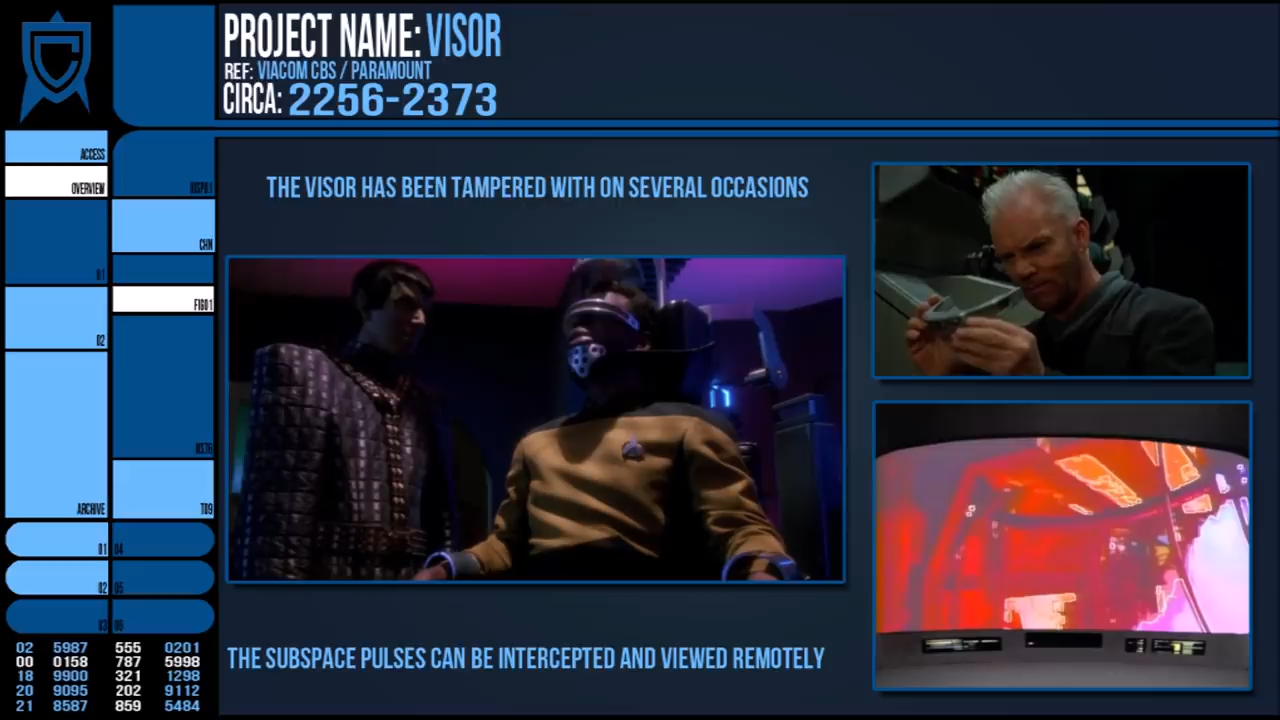 PROJECT NAME: VISOR
REF: VIACOM CBS / PARAMOUNT
CIRCA: 2256-2373
ACCESS
OVERVIEW
01
02
ARCHIVE
01
02
03
CHN
FIG01
TD9
04
05
06
THE VISOR HAS BEEN TAMPERED WITH ON SEVERAL OCCASIONS
THE SUBSPACE PULSES CAN BE INTERCEPTED AND VIEWED REMOTELY
02 5987 555 0201
00 0158 787 5998
18 9900 321 1298
20 9095 202 9112
21 8587 859 5484